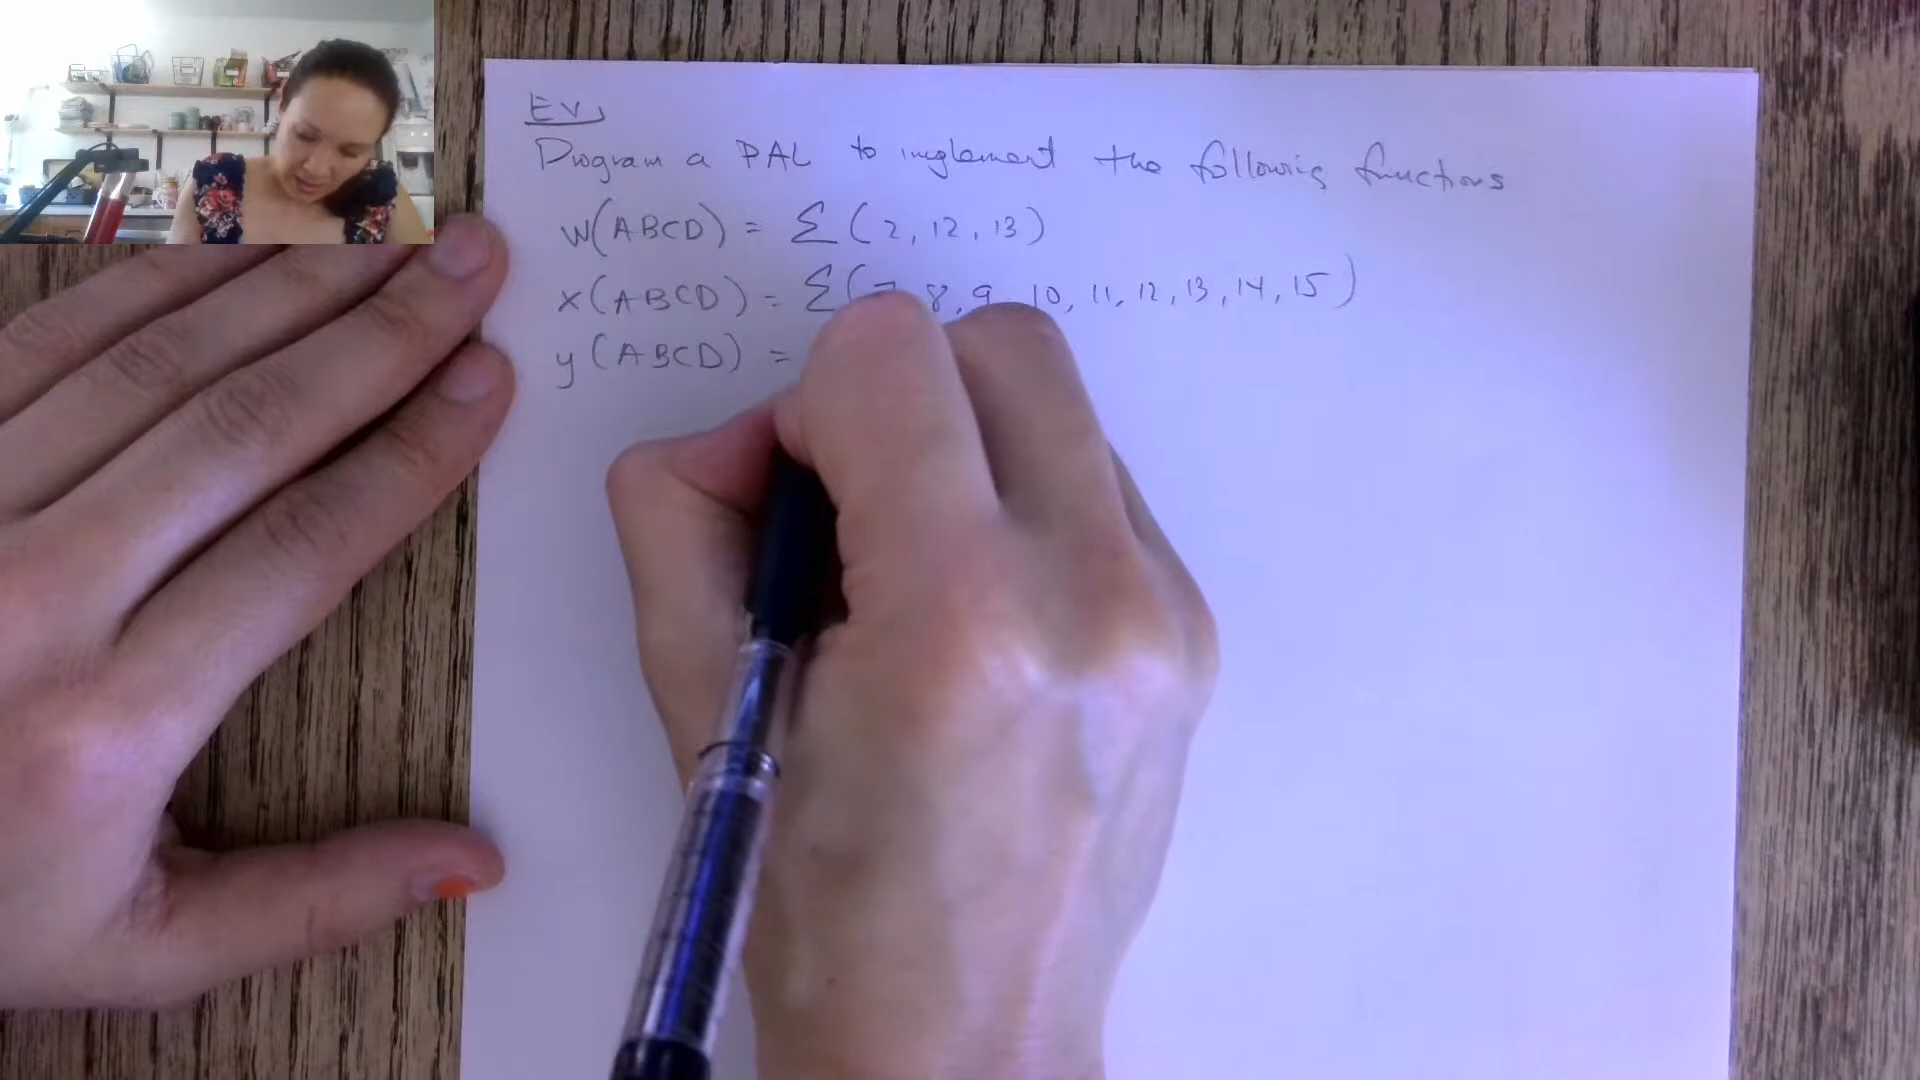 Ex,
Program a PAL to implement the following functions
w(ABCD) = Σ(2, 12, 13)
x(ABCD) = Σ(7, 8, 9, 10, 11, 12, 13, 14, 15)
y(ABCD) =